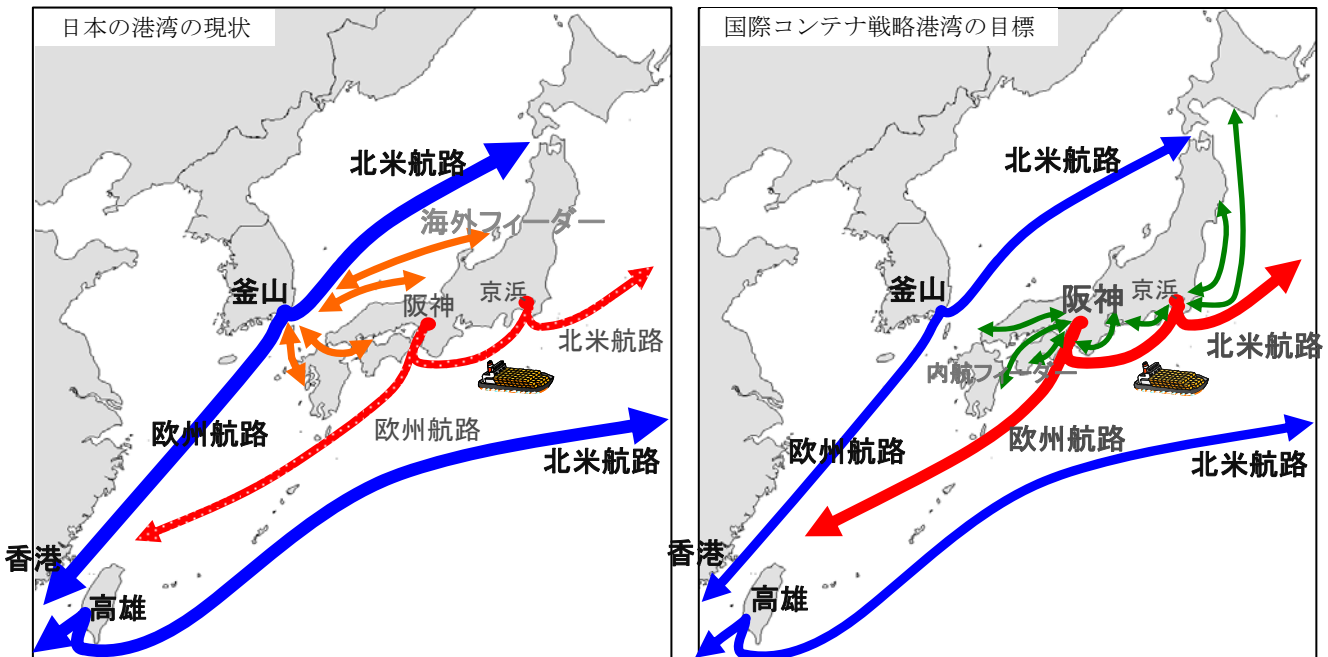 日本の港湾の現状
北米航路
海外フィーダー
釜山
阪神
京浜
北米航路
欧州航路
欧州航路
北米航路
香港
高雄
国際コンテナ戦略港湾の目標
北米航路
釜山
阪神
京浜
北米航路
内航フィーダー
欧州航路
欧州航路
北米航路
香港
高雄